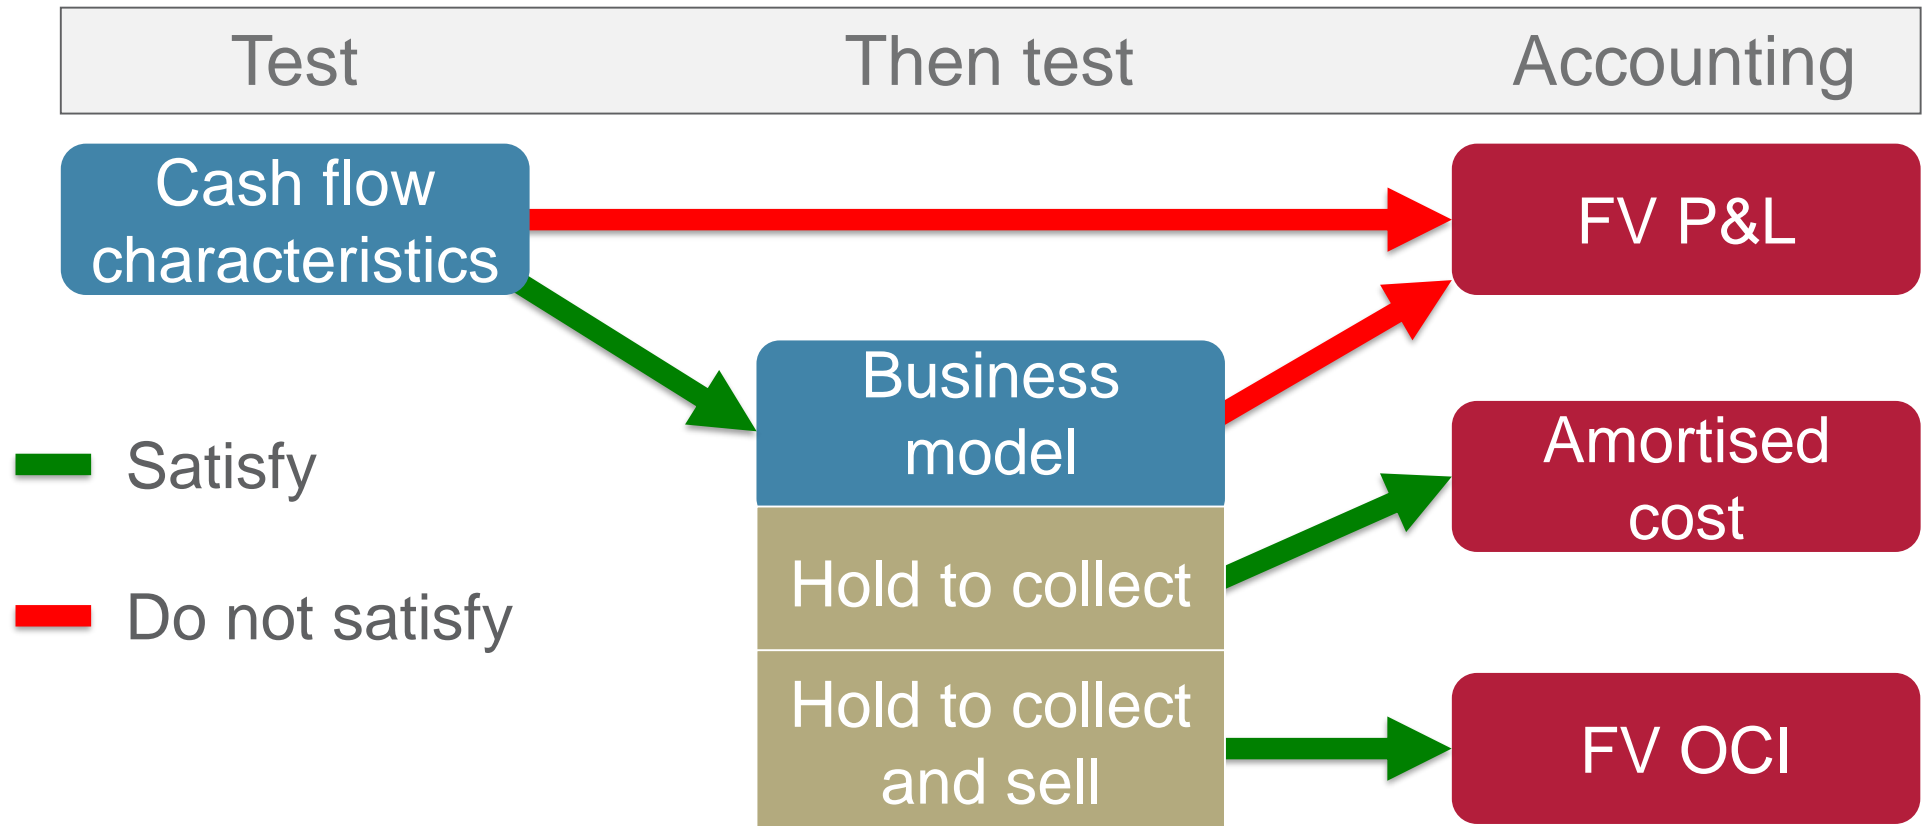 Test
Then test
Accounting
Cash flow
characteristics
FV P&L
Business
model
Amortised
cost
Satisfy
Hold to collect
Do not satisfy
Hold to collect
and sell
FV OCI